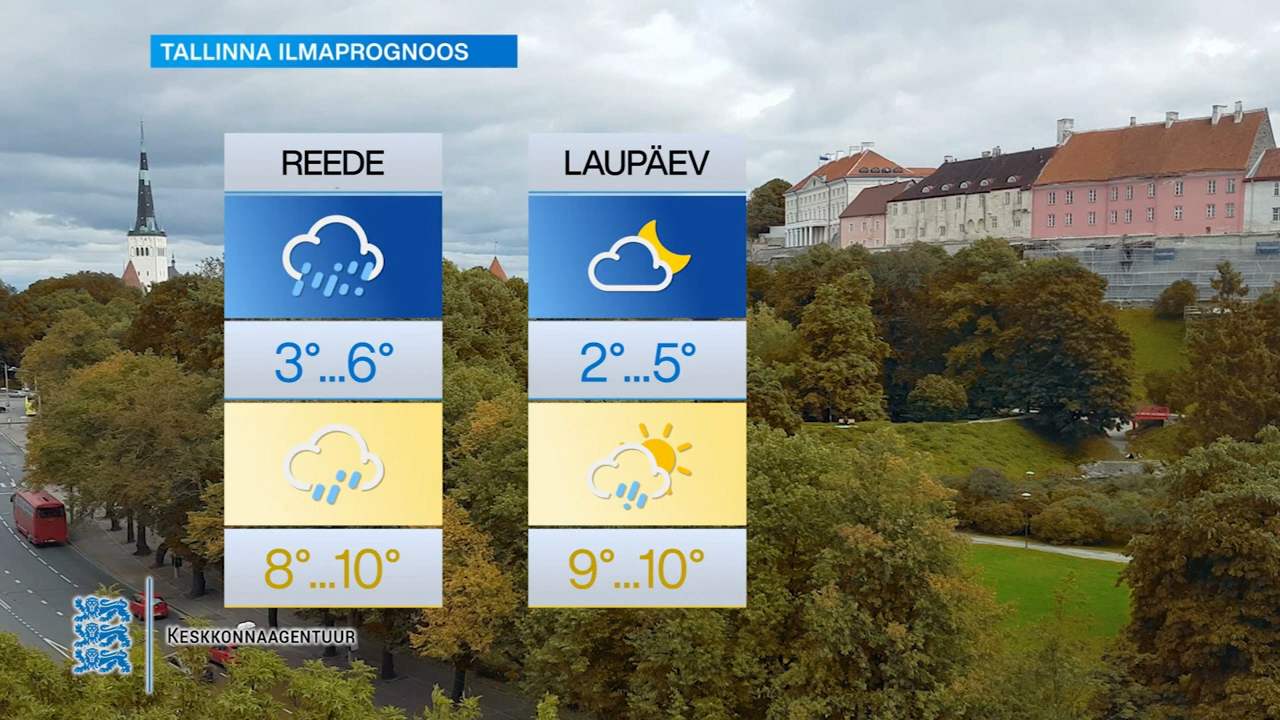 TALLINNA ILMAPROGNOOS
REEDE
3°...6°
8°...10°
LAUPÄEV
2°...5°
9°...10°
KESKKONNAAGENTUUR